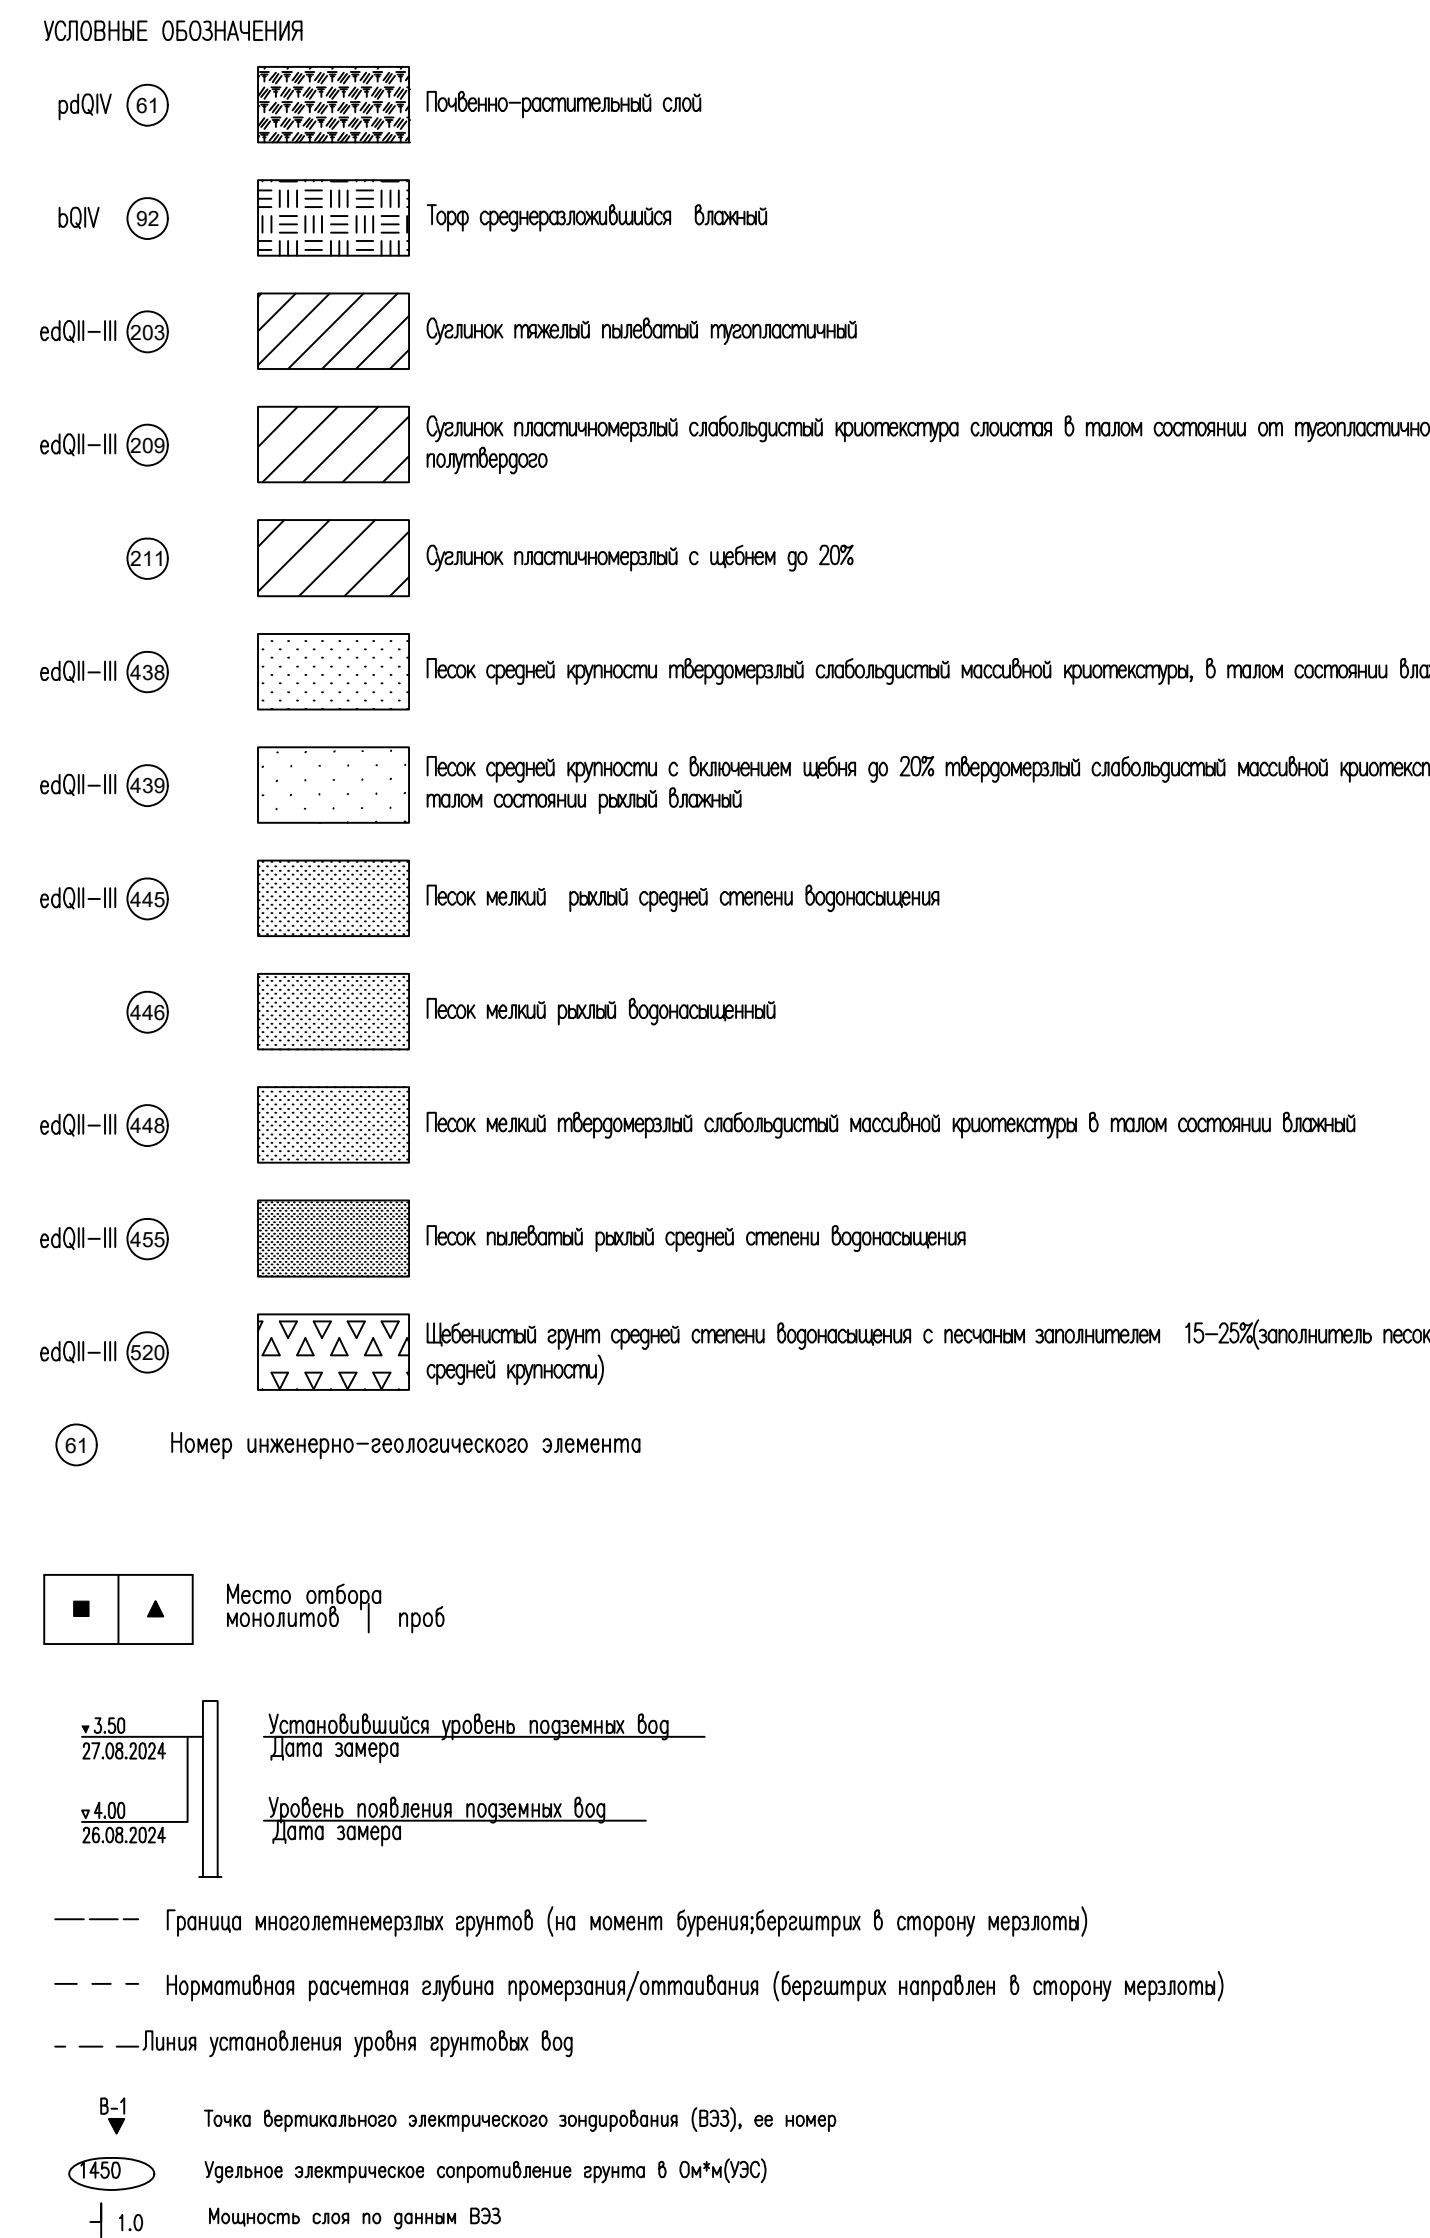 УСЛОВНЫЕ ОБОЗНАЧЕНИЯ
pdQIV 61 Почвенно-растительный слой
bQIV 92 Торф среднеразложившийся влажный
edQII-III 203 Суглинок тяжелый пылеватый тугопластичный
edQII-III 209 Суглинок пластичномерзлый слабольдистый криотекстура слоистая в талом состоянии от тугопластично
полутвердого
211 Суглинок пластичномерзлый с щебнем до 20%
edQII-III 438 Песок средней крупности твердомерзлый слабольдистый массивной криотекстуры, в талом состоянии
edQII-III 439 Песок средней крупности с включением щебня до 20% твердомерзлый слабольдистый массивной криотекст
талом состоянии рыхлый влажный
edQII-III 445 Песок мелкий рыхлый средней степени водонасыщения
446 Песок мелкий рыхлый водонасыщенный
edQII-III 448 Песок мелкий твердомерзлый слабольдистый массивной криотекстуры в талом состоянии влажный
edQII-III 455 Песок пылеватый рыхлый средней степени водонасыщения
edQII-III 520 Щебенистый грунт средней степени водонасыщения с песчаным заполнителем 15-25%(заполнитель песок
средней крупности)
61 Номер инженерно-геологического элемента
Место отбора
монолитов | проб
3.50 Установившийся уровень подземных вод
27.08.2024 Дата замера
4.00 Уровень появления подземных вод
26.08.2024 Дата замера
Граница многолетнемерзлых грунтов (на момент бурения;бергштрих в сторону мерзлоты)
Нормативная расчетная глубина промерзания/оттаивания (бергштрих направлен в сторону мерзлоты)
Линия установления уровня грунтовых вод
В-1 Точка вертикального электрического зондирования (ВЭЗ), ее номер
1450 Удельное электрическое сопротивление грунта в Ом*м(УЭС)
1.0 Мощность слоя по данным ВЭЗ